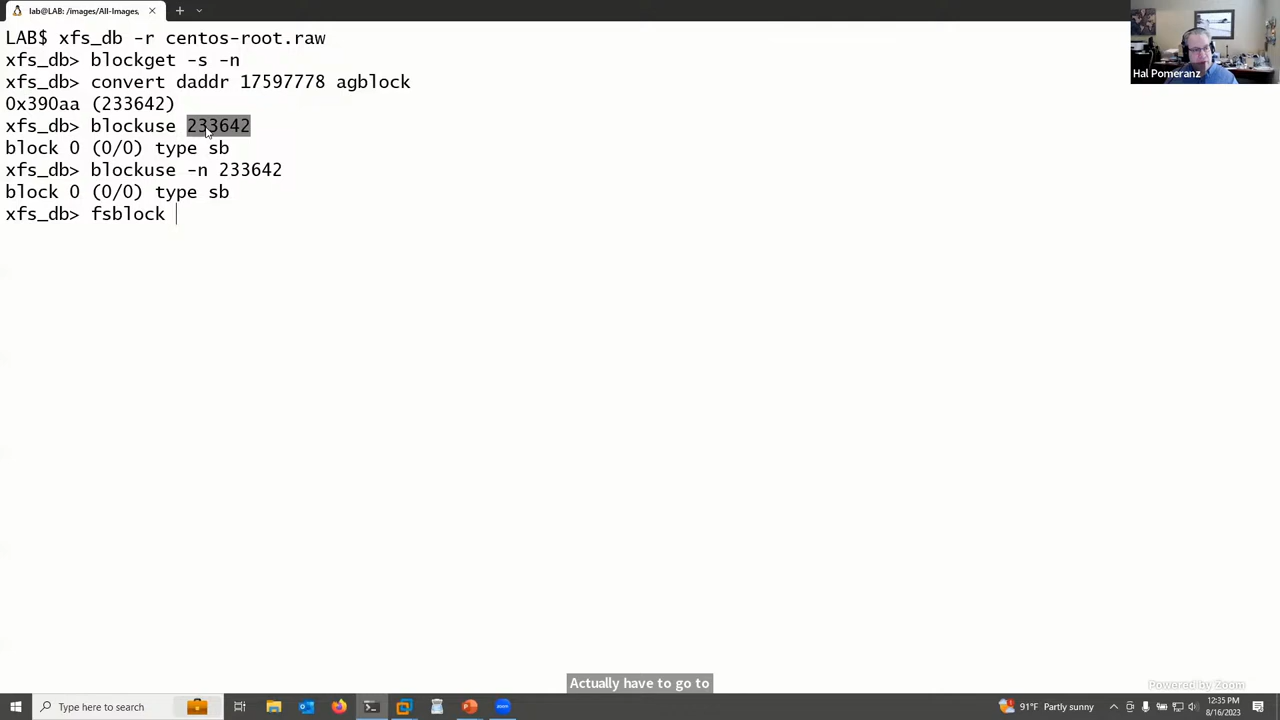 lab@LAB: /images/All-Images,
LAB$ xfs_db -r centos-root.raw
xfs_db> blockget -s -n
xfs_db> convert daddr 17597778 agblock
0x390aa (233642)
xfs_db> blockuse 233642
block 0 (0/0) type sb
xfs_db> blockuse -n 233642
block 0 (0/0) type sb
xfs_db> fsblock
Hal Pomeranz
Actually have to go to
Powered by Zoom
Type here to search
91°F Partly sunny
12:35 PM
8/16/2023